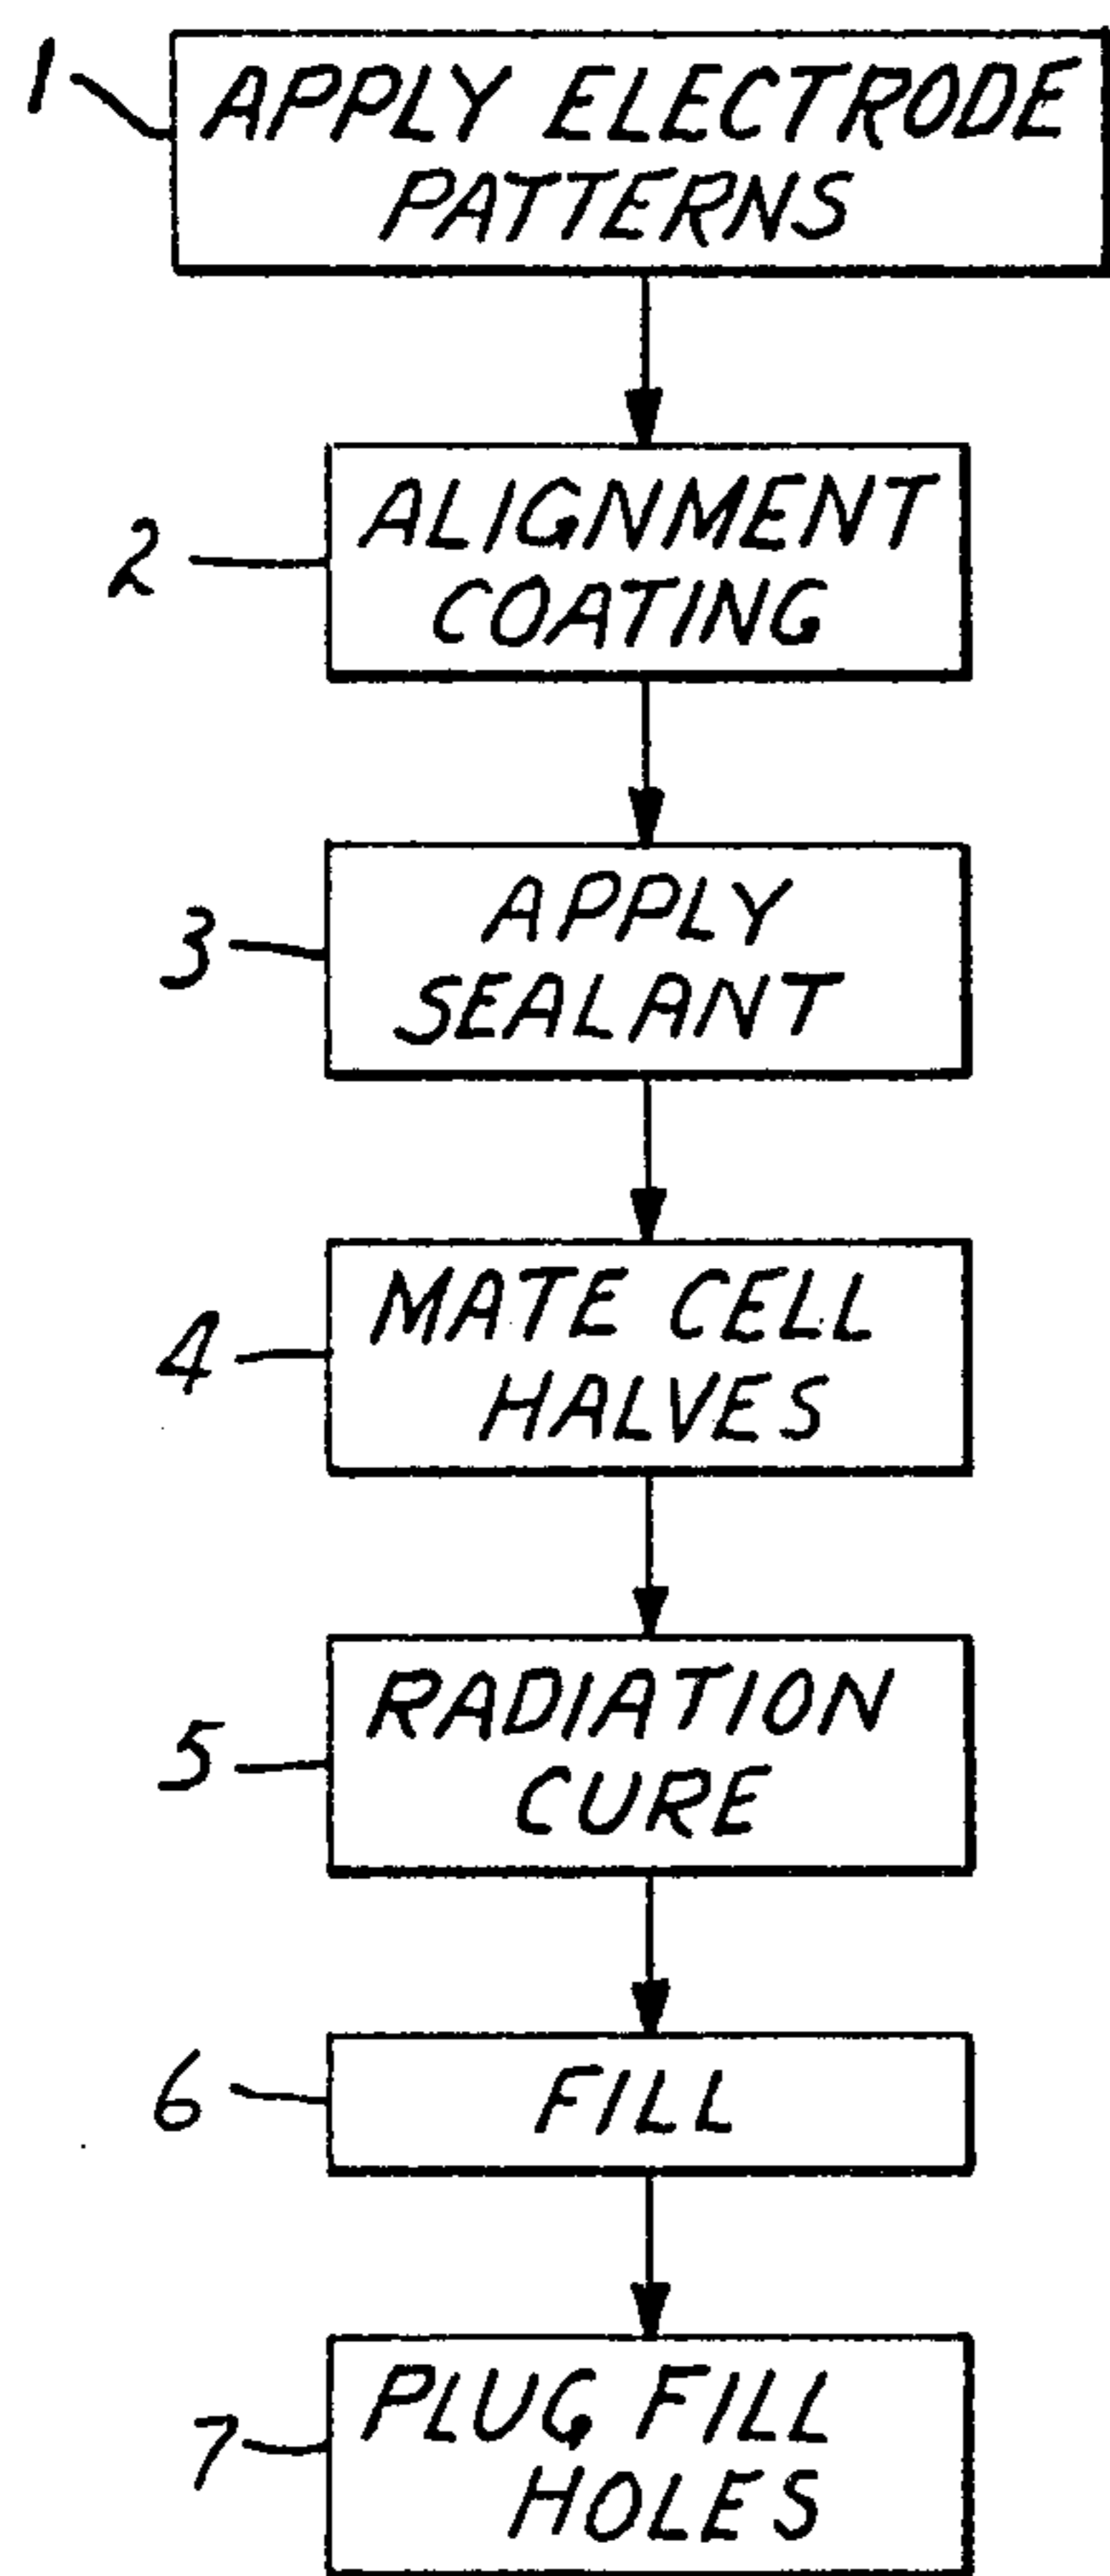 1
APPLY ELECTRODE
PATTERNS
2
ALIGNMENT
COATING
3
APPLY
SEALANT
4
MATE CELL
HALVES
5
RADIATION
CURE
6
FILL
7
PLUG FILL
HOLES